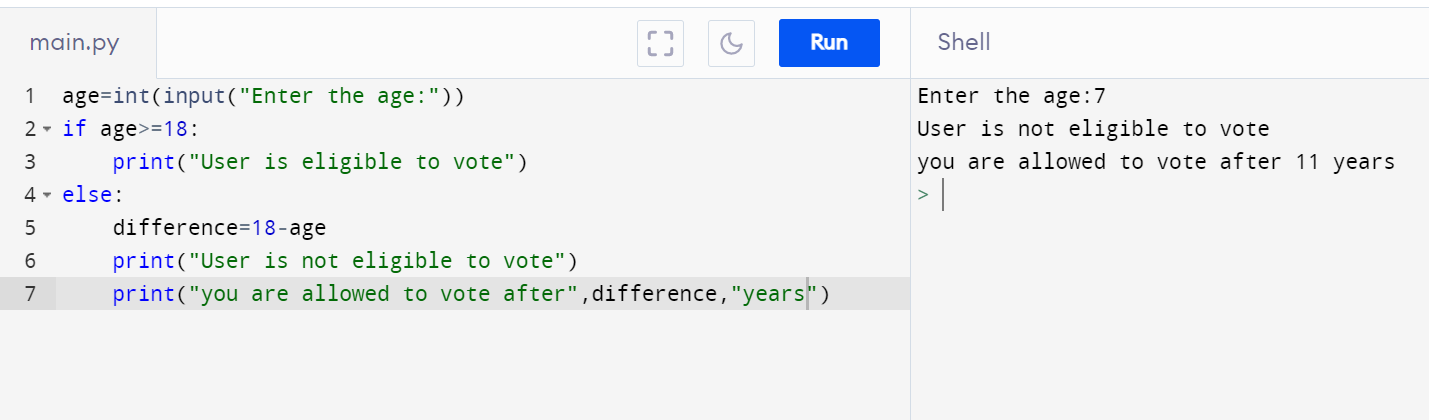 main.py
Run
Shell
1 age=int(input("Enter the age:"))
2 if age>=18:
3     print("User is eligible to vote")
4 else:
5     difference=18-age
6     print("User is not eligible to vote")
7     print("you are allowed to vote after",difference,"years")
Enter the age:7
User is not eligible to vote
you are allowed to vote after 11 years
>